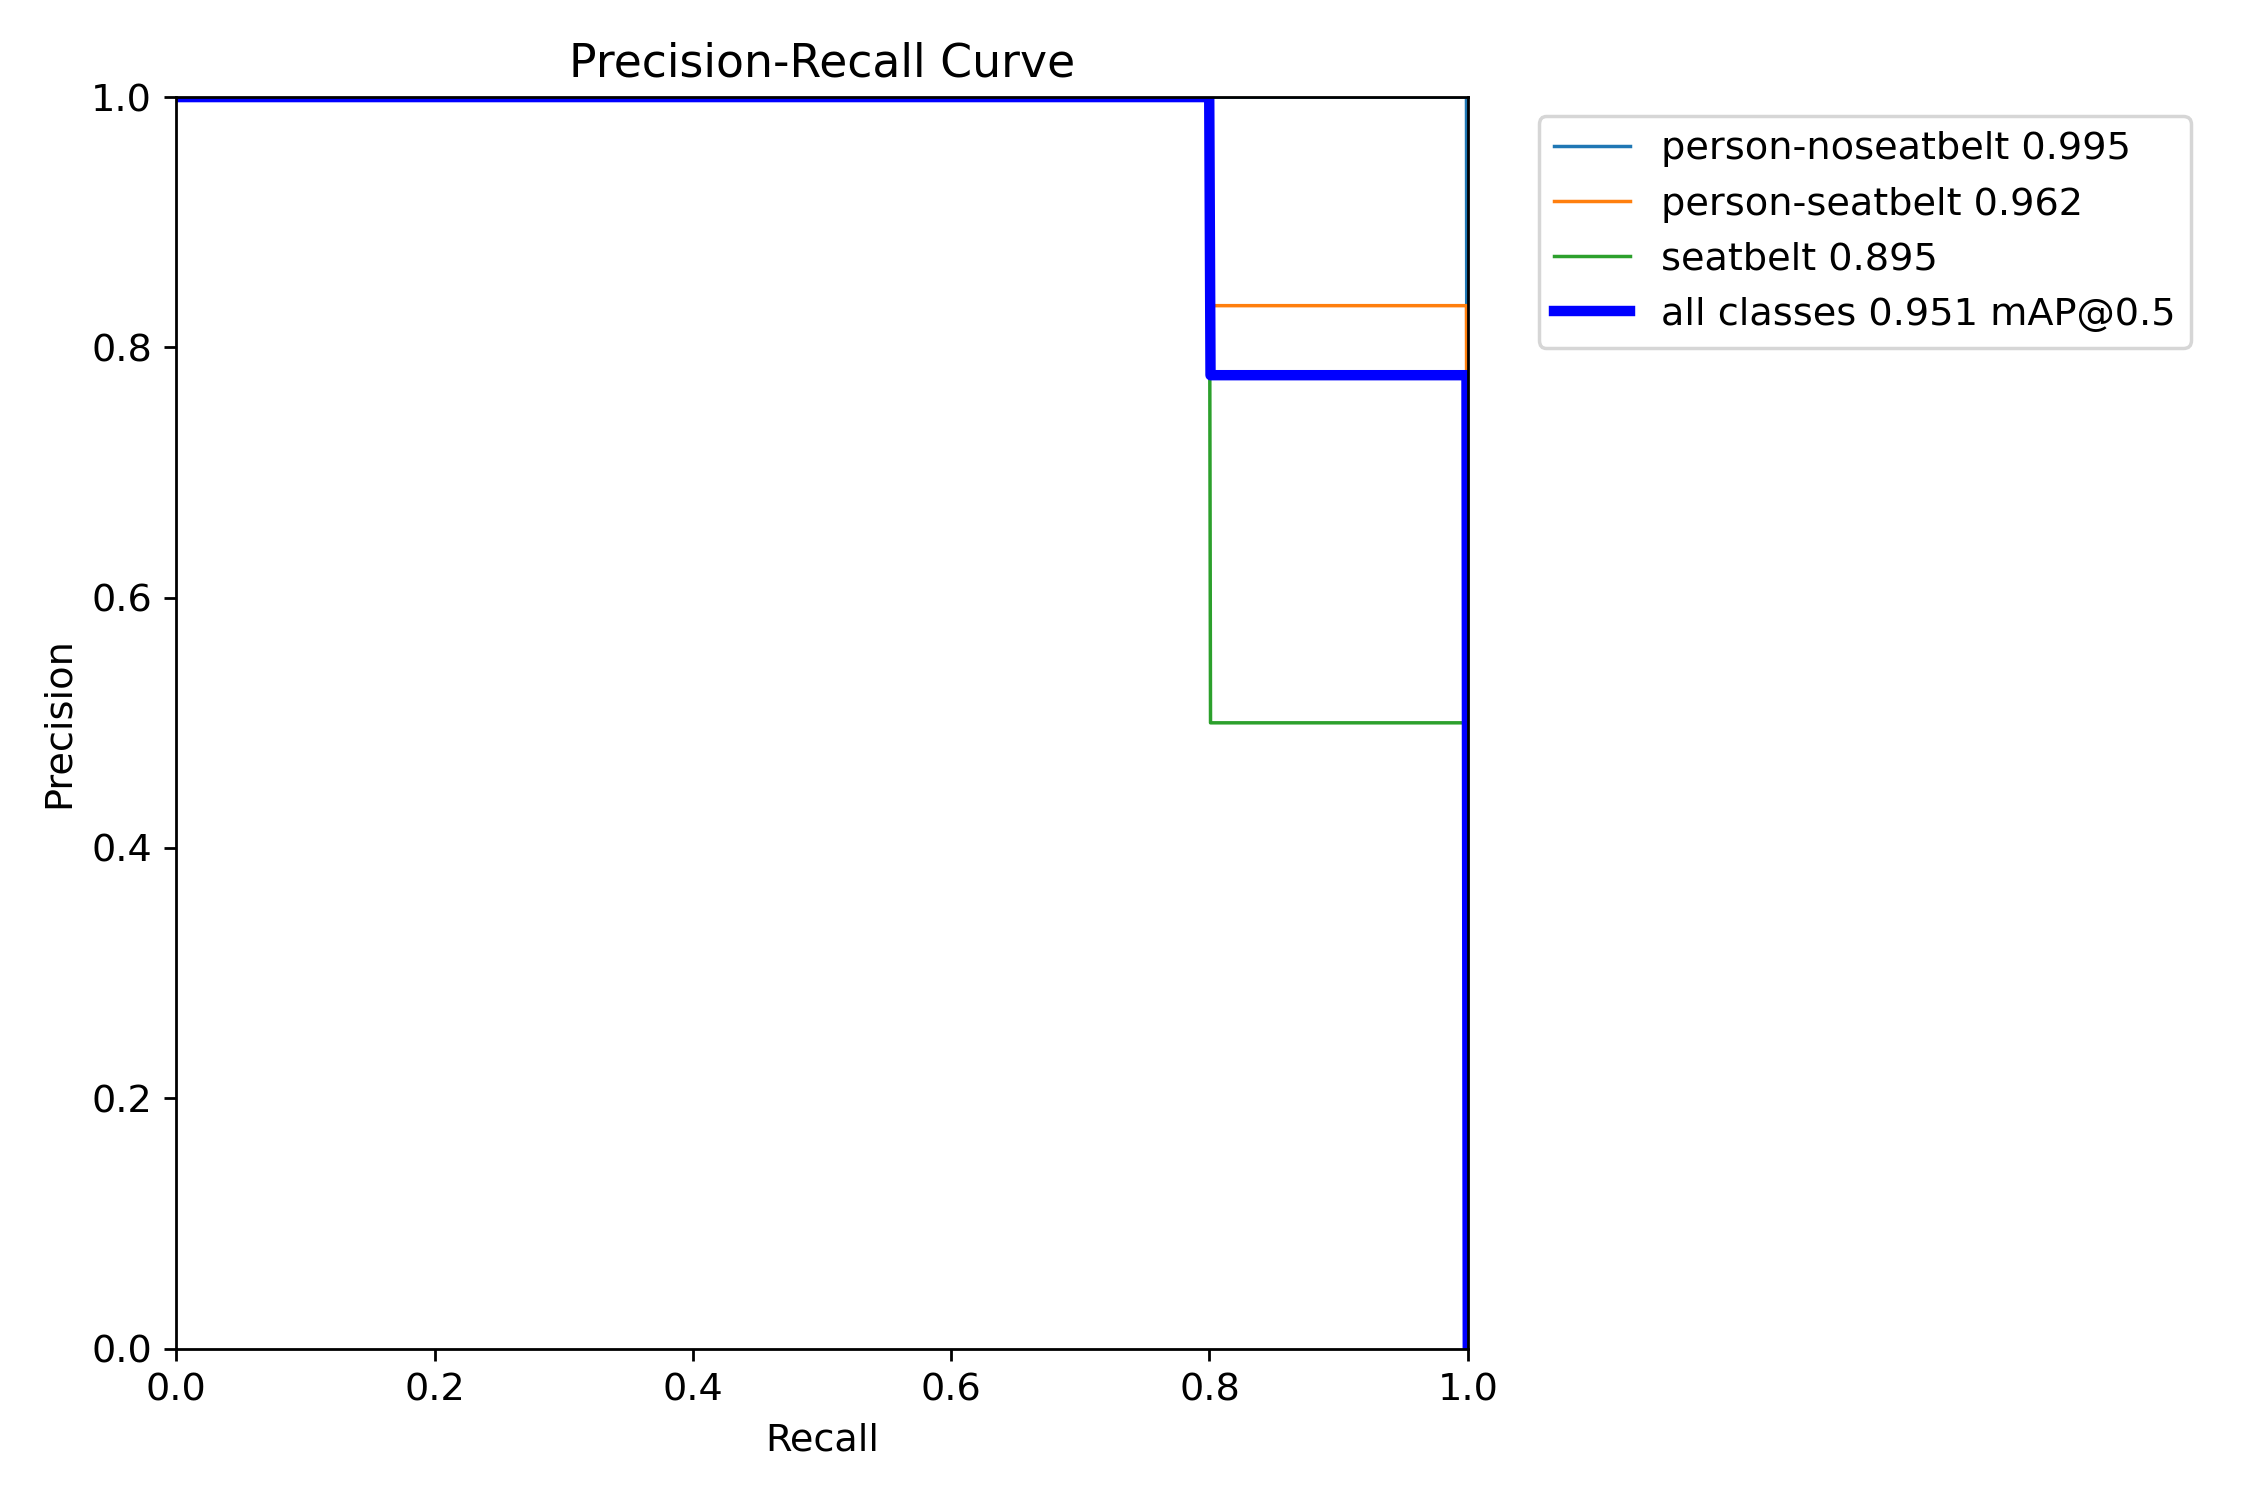 Precision-Recall Curve
1.0
0.8
0.6
0.4
0.2
0.0
Precision
0.0 0.2 0.4 0.6 0.8 1.0
Recall
person-noseatbelt 0.995
person-seatbelt 0.962
seatbelt 0.895
all classes 0.951 mAP@0.5